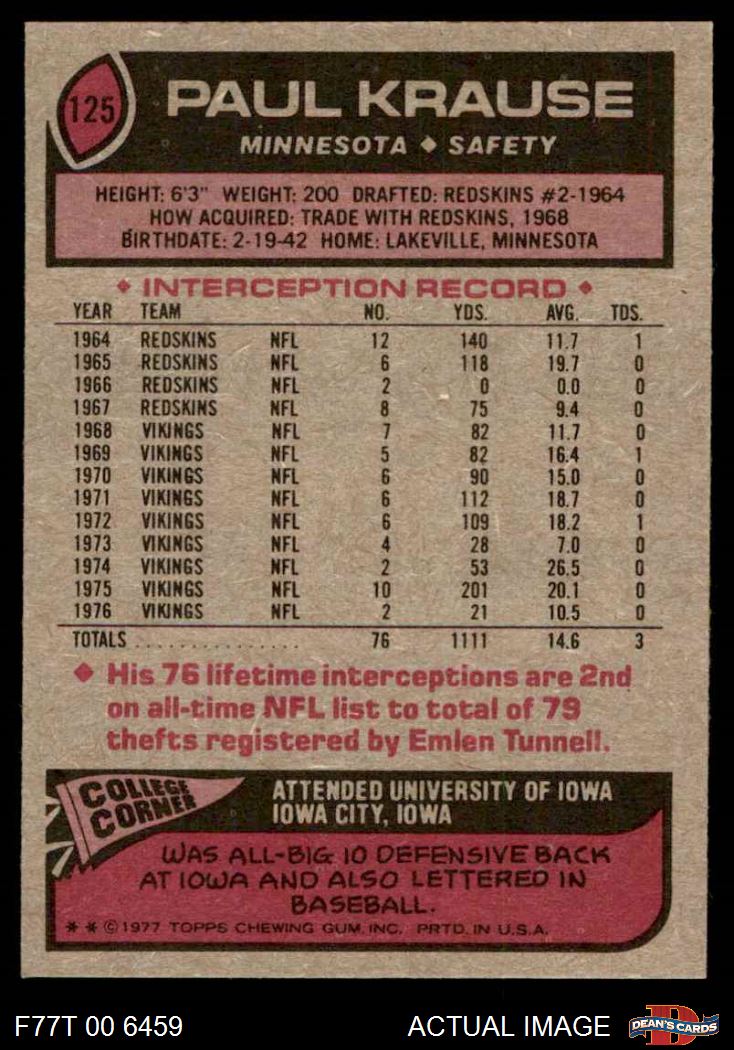 125
PAUL KRAUSE
MINNESOTA ◆ SAFETY
HEIGHT: 6'3" WEIGHT: 200 DRAFTED: REDSKINS #2-1964
HOW ACQUIRED: TRADE WITH REDSKINS, 1968
BIRTHDATE: 2-19-42 HOME: LAKEVILLE, MINNESOTA
◆ INTERCEPTION RECORD ◆
YEAR TEAM NO. YDS. AVG. TDS.
1964 REDSKINS NFL 12 140 11.7 1
1965 REDSKINS NFL 6 118 19.7 0
1966 REDSKINS NFL 2 0 0.0 0
1967 REDSKINS NFL 8 75 9.4 0
1968 VIKINGS NFL 7 82 11.7 0
1969 VIKINGS NFL 5 82 16.4 1
1970 VIKINGS NFL 6 90 15.0 0
1971 VIKINGS NFL 6 112 18.7 0
1972 VIKINGS NFL 6 109 18.2 1
1973 VIKINGS NFL 4 28 7.0 0
1974 VIKINGS NFL 2 53 26.5 0
1975 VIKINGS NFL 10 201 20.1 0
1976 VIKINGS NFL 2 21 10.5 0
TOTALS ................ 76 1111 14.6 3
◆ His 76 lifetime interceptions are 2nd
on all-time NFL list to total of 79
thefts registered by Emlen Tunnell.
COLLEGE
CORNER
ATTENDED UNIVERSITY OF IOWA
IOWA CITY, IOWA
WAS ALL-BIG 10 DEFENSIVE BACK
AT IOWA AND ALSO LETTERED IN
BASEBALL.
* * © 1977 TOPPS CHEWING GUM, INC. PRTD. IN U.S.A.
F77T 00 6459 ACTUAL IMAGE
D
DEAN'S CARDS